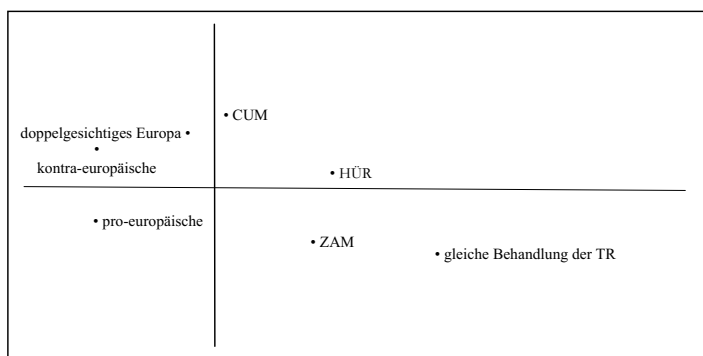 • CUM
doppelgesichtiges Europa •
•
kontra-europäische
• HÜR
• pro-europäische
• ZAM
• gleiche Behandlung der TR